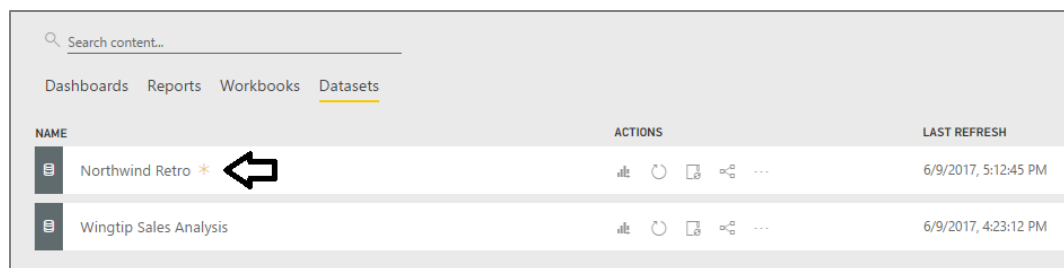 Search content...
Dashboards Reports Workbooks Datasets
NAME ACTIONS LAST REFRESH
Northwind Retro * ... 6/9/2017, 5:12:45 PM
Wingtip Sales Analysis ... 6/9/2017, 4:23:12 PM